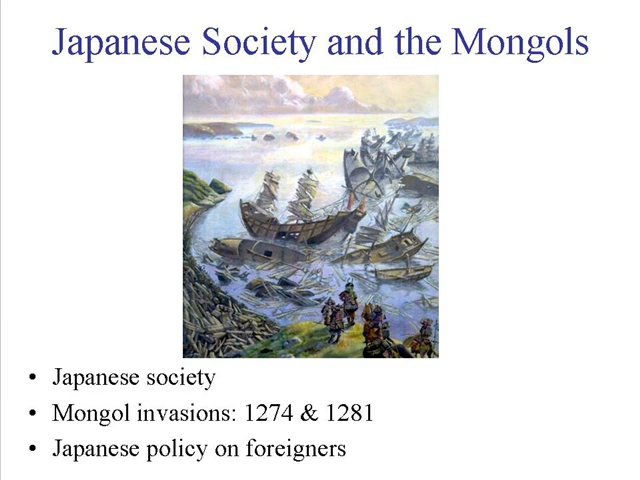 Japanese Society and the Mongols
• Japanese society
• Mongol invasions: 1274 & 1281
• Japanese policy on foreigners